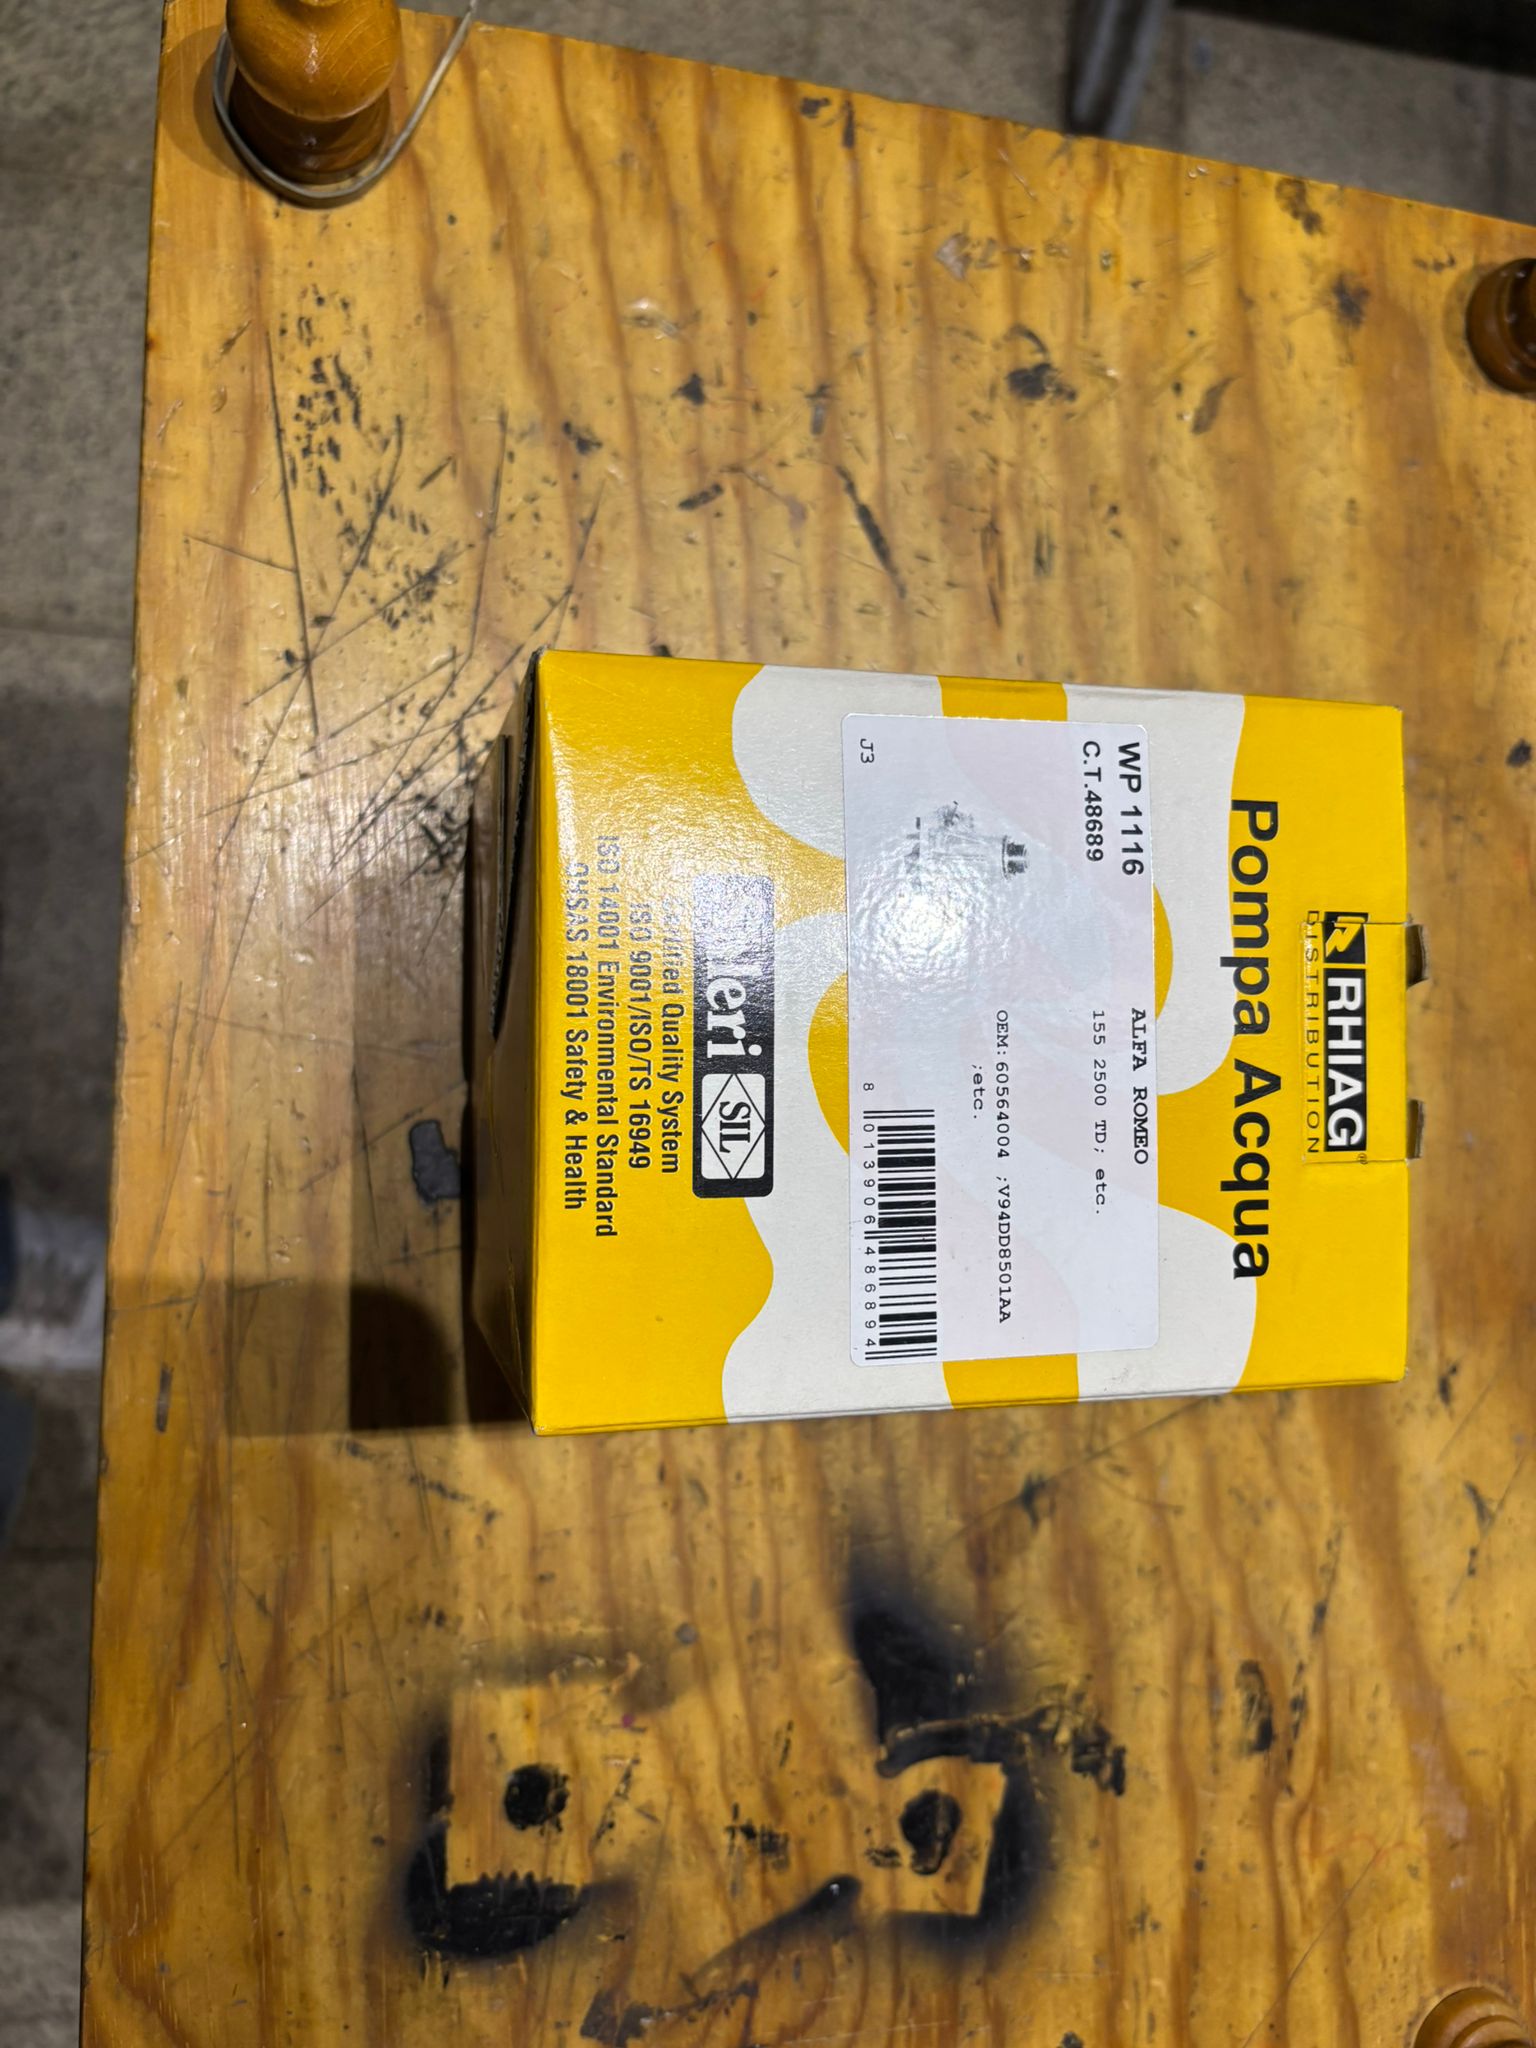 RHIAG®
DISTRIBUTION
Pompa Acqua
WP 1116
C.T.48689
ALFA ROMEO
155 2500 TD; etc.
OEM:60564004 ;V94DD8501AA
;etc.
J3
8 013906 486894
SIL
Certified Quality System
ISO 9001/ISO/TS 16949
ISO 14001 Environmental Standard
OHSAS 18001 Safety & Health